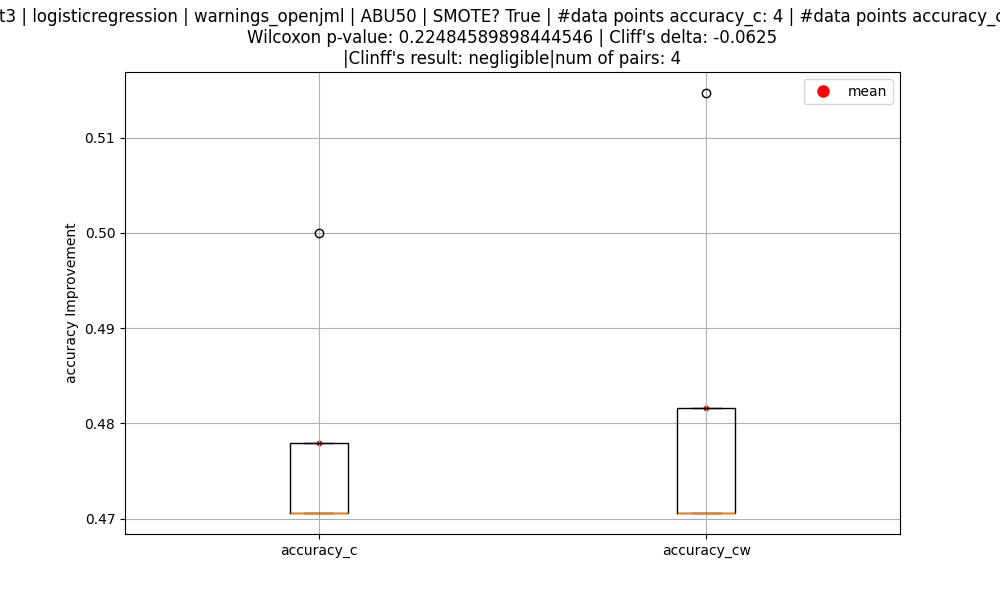 t3 | logisticregression | warnings_openjml | ABU50 | SMOTE? True | #data points accuracy_c: 4 | #data points accuracy_c
Wilcoxon p-value: 0.22484589898444546 | Cliff's delta: -0.0625
|Clinff's result: negligible|num of pairs: 4
mean
0.51
0.50
0.49
0.48
0.47
accuracy Improvement
accuracy_c
accuracy_cw